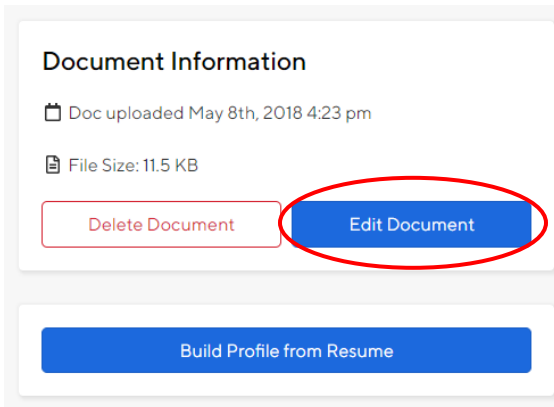 Document Information
Doc uploaded May 8th, 2018 4:23 pm
File Size: 11.5 KB
Delete Document
Edit Document
Build Profile from Resume